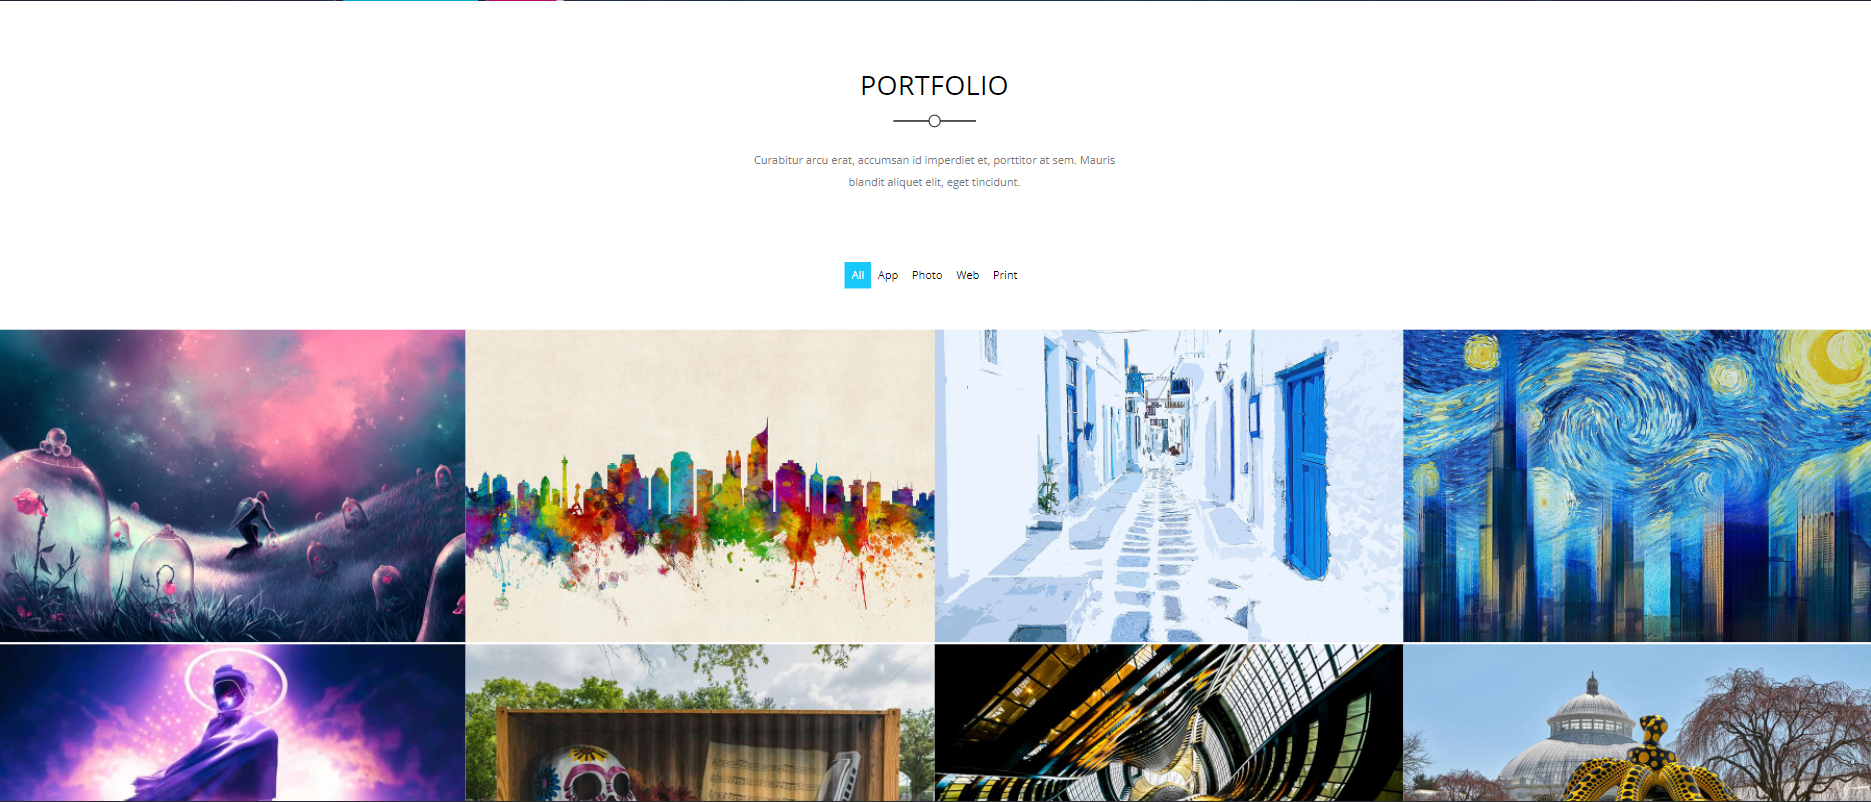 PORTFOLIO
Curabitur arcu erat, accumsan id imperdiet et, porttitor at sem. Mauris
blandit aliquet elit, eget tincidunt.
All App Photo Web Print